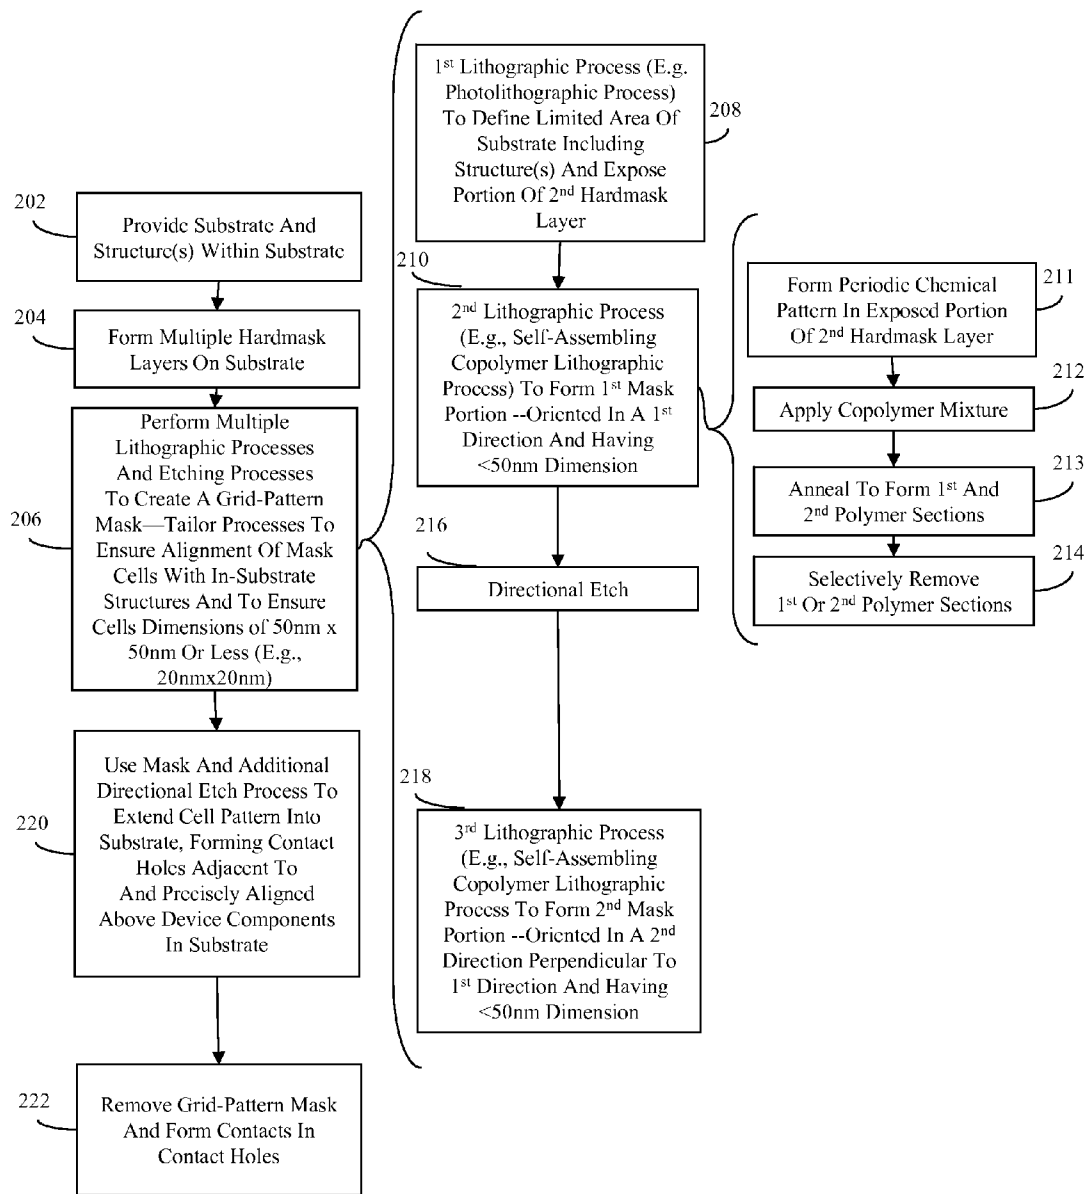 202
Provide Substrate And
Structure(s) Within Substrate
204
Form Multiple Hardmask
Layers On Substrate
206
Perform Multiple
Lithographic Processes
And Etching Processes
To Create A Grid-Pattern
Mask—Tailor Processes To
Ensure Alignment Of Mask
Cells With In-Substrate
Structures And To Ensure
Cells Dimensions of 50nm x
50nm Or Less (E.g.,
20nmx20nm)
220
Use Mask And Additional
Directional Etch Process To
Extend Cell Pattern Into
Substrate, Forming Contact
Holes Adjacent To
And Precisely Aligned
Above Device Components
In Substrate
222
Remove Grid-Pattern Mask
And Form Contacts In
Contact Holes
208
1st Lithographic Process (E.g.
Photolithographic Process)
To Define Limited Area Of
Substrate Including
Structure(s) And Expose
Portion Of 2nd Hardmask
Layer
210
2nd Lithographic Process
(E.g., Self-Assembling
Copolymer Lithographic
Process) To Form 1st Mask
Portion --Oriented In A 1st
Direction And Having
<50nm Dimension
216
Directional Etch
218
3rd Lithographic Process
(E.g., Self-Assembling
Copolymer Lithographic
Process To Form 2nd Mask
Portion --Oriented In A 2nd
Direction Perpendicular To
1st Direction And Having
<50nm Dimension
211
Form Periodic Chemical
Pattern In Exposed Portion
Of 2nd Hardmask Layer
212
Apply Copolymer Mixture
213
Anneal To Form 1st And
2nd Polymer Sections
214
Selectively Remove
1st Or 2nd Polymer Sections